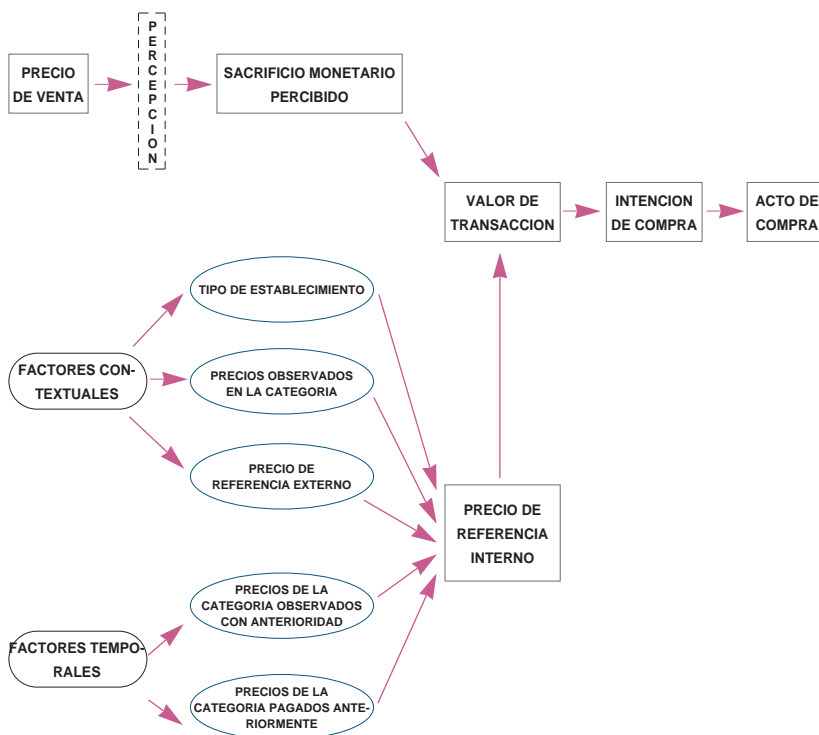 PERCEPCION
PRECIO
DE VENTA
SACRIFICIO MONETARIO
PERCIBIDO
VALOR DE
TRANSACCION
INTENCION
DE COMPRA
ACTO DE
COMPRA
TIPO DE ESTABLECIMIENTO
FACTORES CON-
TEXTUALES
PRECIOS OBSERVADOS
EN LA CATEGORIA
PRECIO DE
REFERENCIA EXTERNO
PRECIO DE
REFERENCIA
INTERNO
PRECIOS DE LA
CATEGORIA OBSERVADOS
CON ANTERIORIDAD
FACTORES TEMPO-
RALES
PRECIOS DE LA
CATEGORIA PAGADOS ANTE-
RIORMENTE